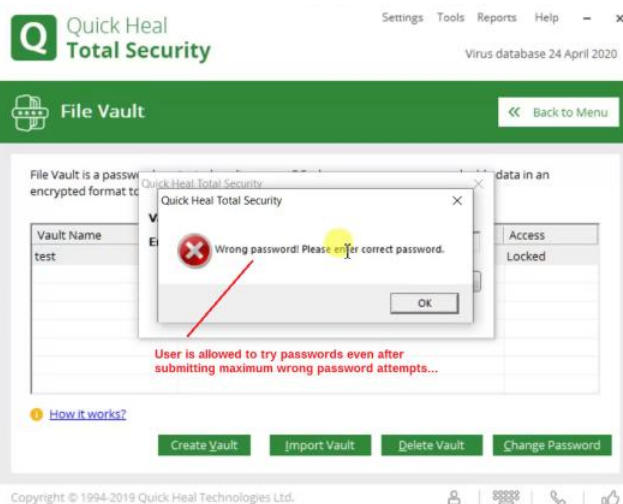 Quick Heal
Total Security
Settings Tools Reports Help
Virus database 24 April 2020
File Vault
Back to Menu
File Vault is a passw
data in an
encrypted format to
Quick Heal Total Security
Quick Heal Total Security
Wrong password! Please enter correct password.
OK
Vault Name
Access
test
Locked
User is allowed to try passwords even after
submitting maximum wrong password attempts...
How it works?
Create Vault
Import Vault
Delete Vault
Change Password
Copyright © 1994-2019 Quick Heal Technologies Ltd.